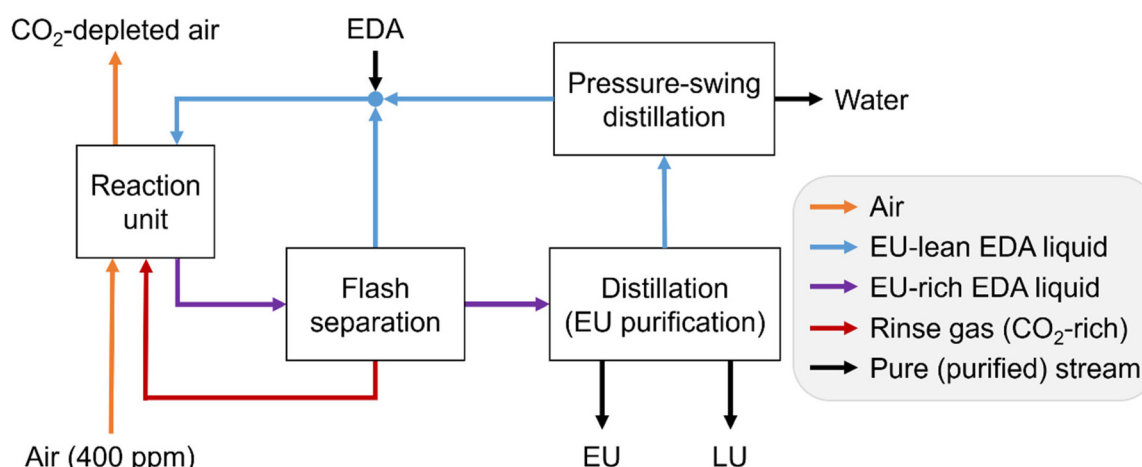 CO₂-depleted air
EDA
Pressure-swing
distillation
Water
Reaction
unit
Flash
separation
Distillation
(EU purification)
Air
EU-lean EDA liquid
EU-rich EDA liquid
Rinse gas (CO₂-rich)
Pure (purified) stream
Air (400 ppm)
EU
LU